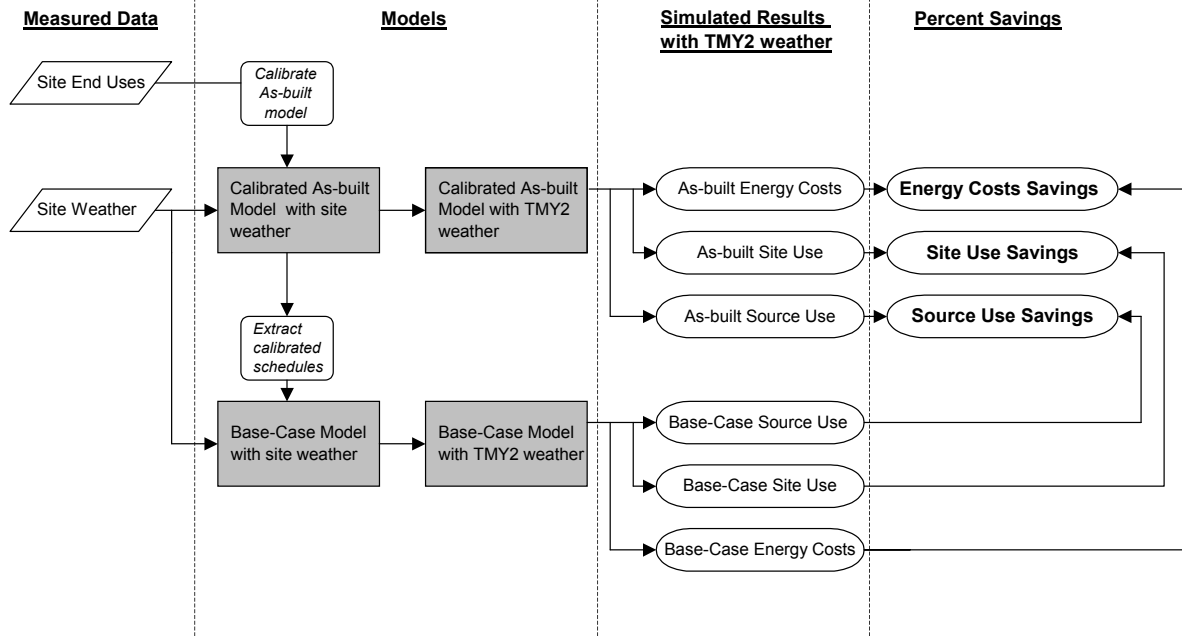 Measured Data
Models
Simulated Results
with TMY2 weather
Percent Savings
Site End Uses
Calibrate
As-built
model
Site Weather
Calibrated As-built
Model with site
weather
Calibrated As-built
Model with TMY2
weather
As-built Energy Costs
Energy Costs Savings
As-built Site Use
Site Use Savings
As-built Source Use
Source Use Savings
Extract
calibrated
schedules
Base-Case Model
with site weather
Base-Case Model
with TMY2 weather
Base-Case Source Use
Base-Case Site Use
Base-Case Energy Costs